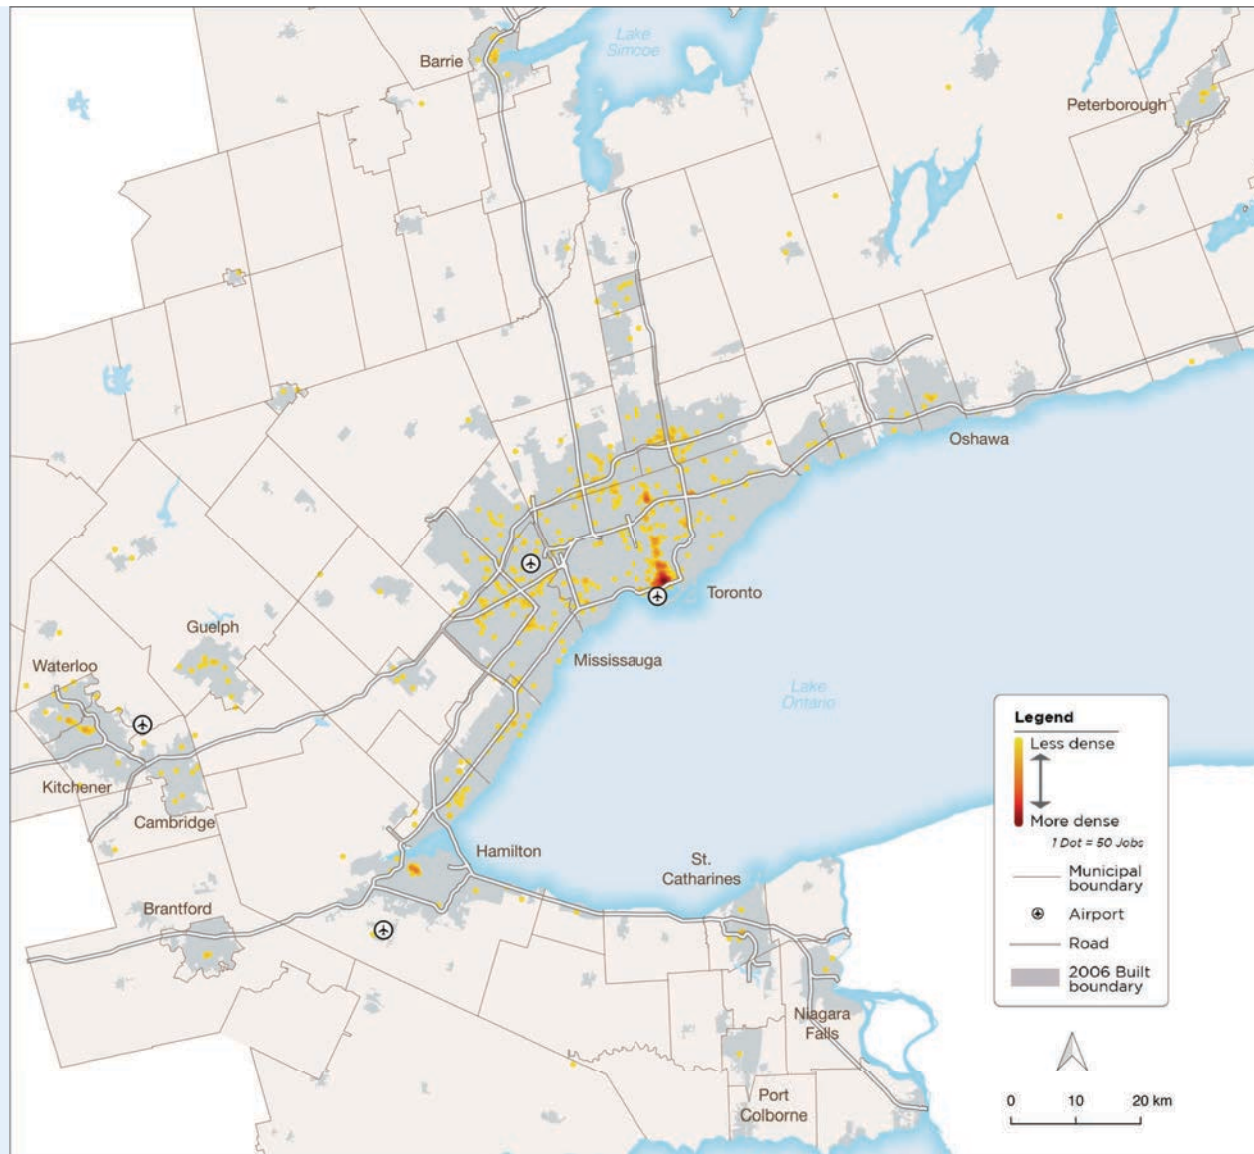 Lake
Simcoe
Barrie
Peterborough
Oshawa
Toronto
Guelph
Waterloo
Mississauga
Lake
Ontario
Kitchener
Cambridge
Hamilton
St.
Catharines
Brantford
Niagara
Falls
Port
Colborne
Legend
Less dense
More dense
1 Dot = 50 Jobs
Municipal
boundary
Airport
Road
2006 Built
boundary
0 10 20 km